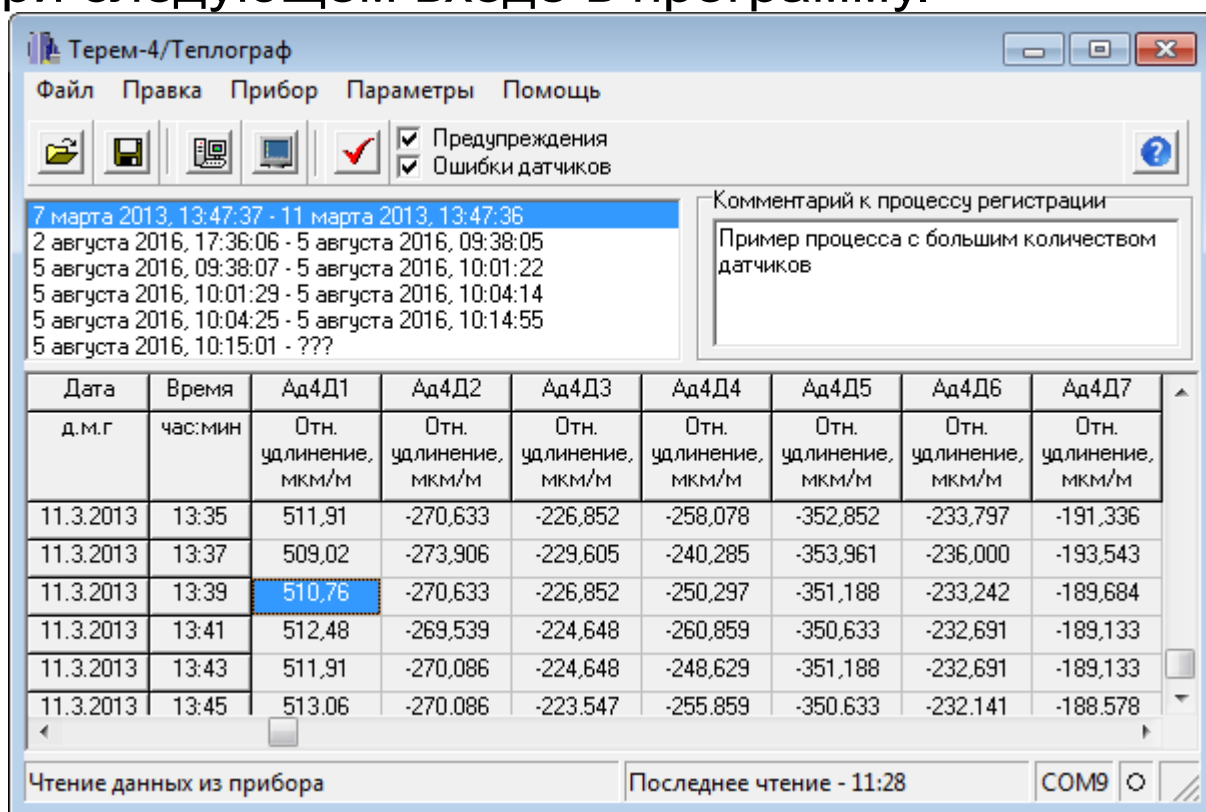 ри следующем входе в программу.
Терем-4/Теплограф
Файл Правка Прибор Параметры Помощь
Предупреждения
Ошибки датчиков
7 марта 2013, 13:47:37 - 11 марта 2013, 13:47:36
2 августа 2016, 17:36:06 - 5 августа 2016, 09:38:05
5 августа 2016, 09:38:07 - 5 августа 2016, 10:01:22
5 августа 2016, 10:01:29 - 5 августа 2016, 10:04:14
5 августа 2016, 10:04:25 - 5 августа 2016, 10:14:55
5 августа 2016, 10:15:01 - ???
Комментарий к процессу регистрации
Пример процесса с большим количеством
датчиков
Дата Время Ад4Д1 Ад4Д2 Ад4Д3 Ад4Д4 Ад4Д5 Ад4Д6 Ад4Д7
д.м.г час:мин Отн. Отн. Отн. Отн. Отн. Отн. Отн.
удлинение, удлинение, удлинение, удлинение, удлинение, удлинение, удлинение,
мкм/м мкм/м мкм/м мкм/м мкм/м мкм/м мкм/м
11.3.2013 13:35 511,91 -270,633 -226,852 -258,078 -352,852 -233,797 -191,336
11.3.2013 13:37 509,02 -273,906 -229,605 -240,285 -353,961 -236,000 -193,543
11.3.2013 13:39 510,76 -270,633 -226,852 -250,297 -351,188 -233,242 -189,684
11.3.2013 13:41 512,48 -269,539 -224,648 -260,859 -350,633 -232,691 -189,133
11.3.2013 13:43 511,91 -270,086 -224,648 -248,629 -351,188 -232,691 -189,133
11.3.2013 13:45 513,06 -270,086 -223,547 -255,859 -350,633 -232,141 -188,578
Чтение данных из прибора Последнее чтение - 11:28 COM9